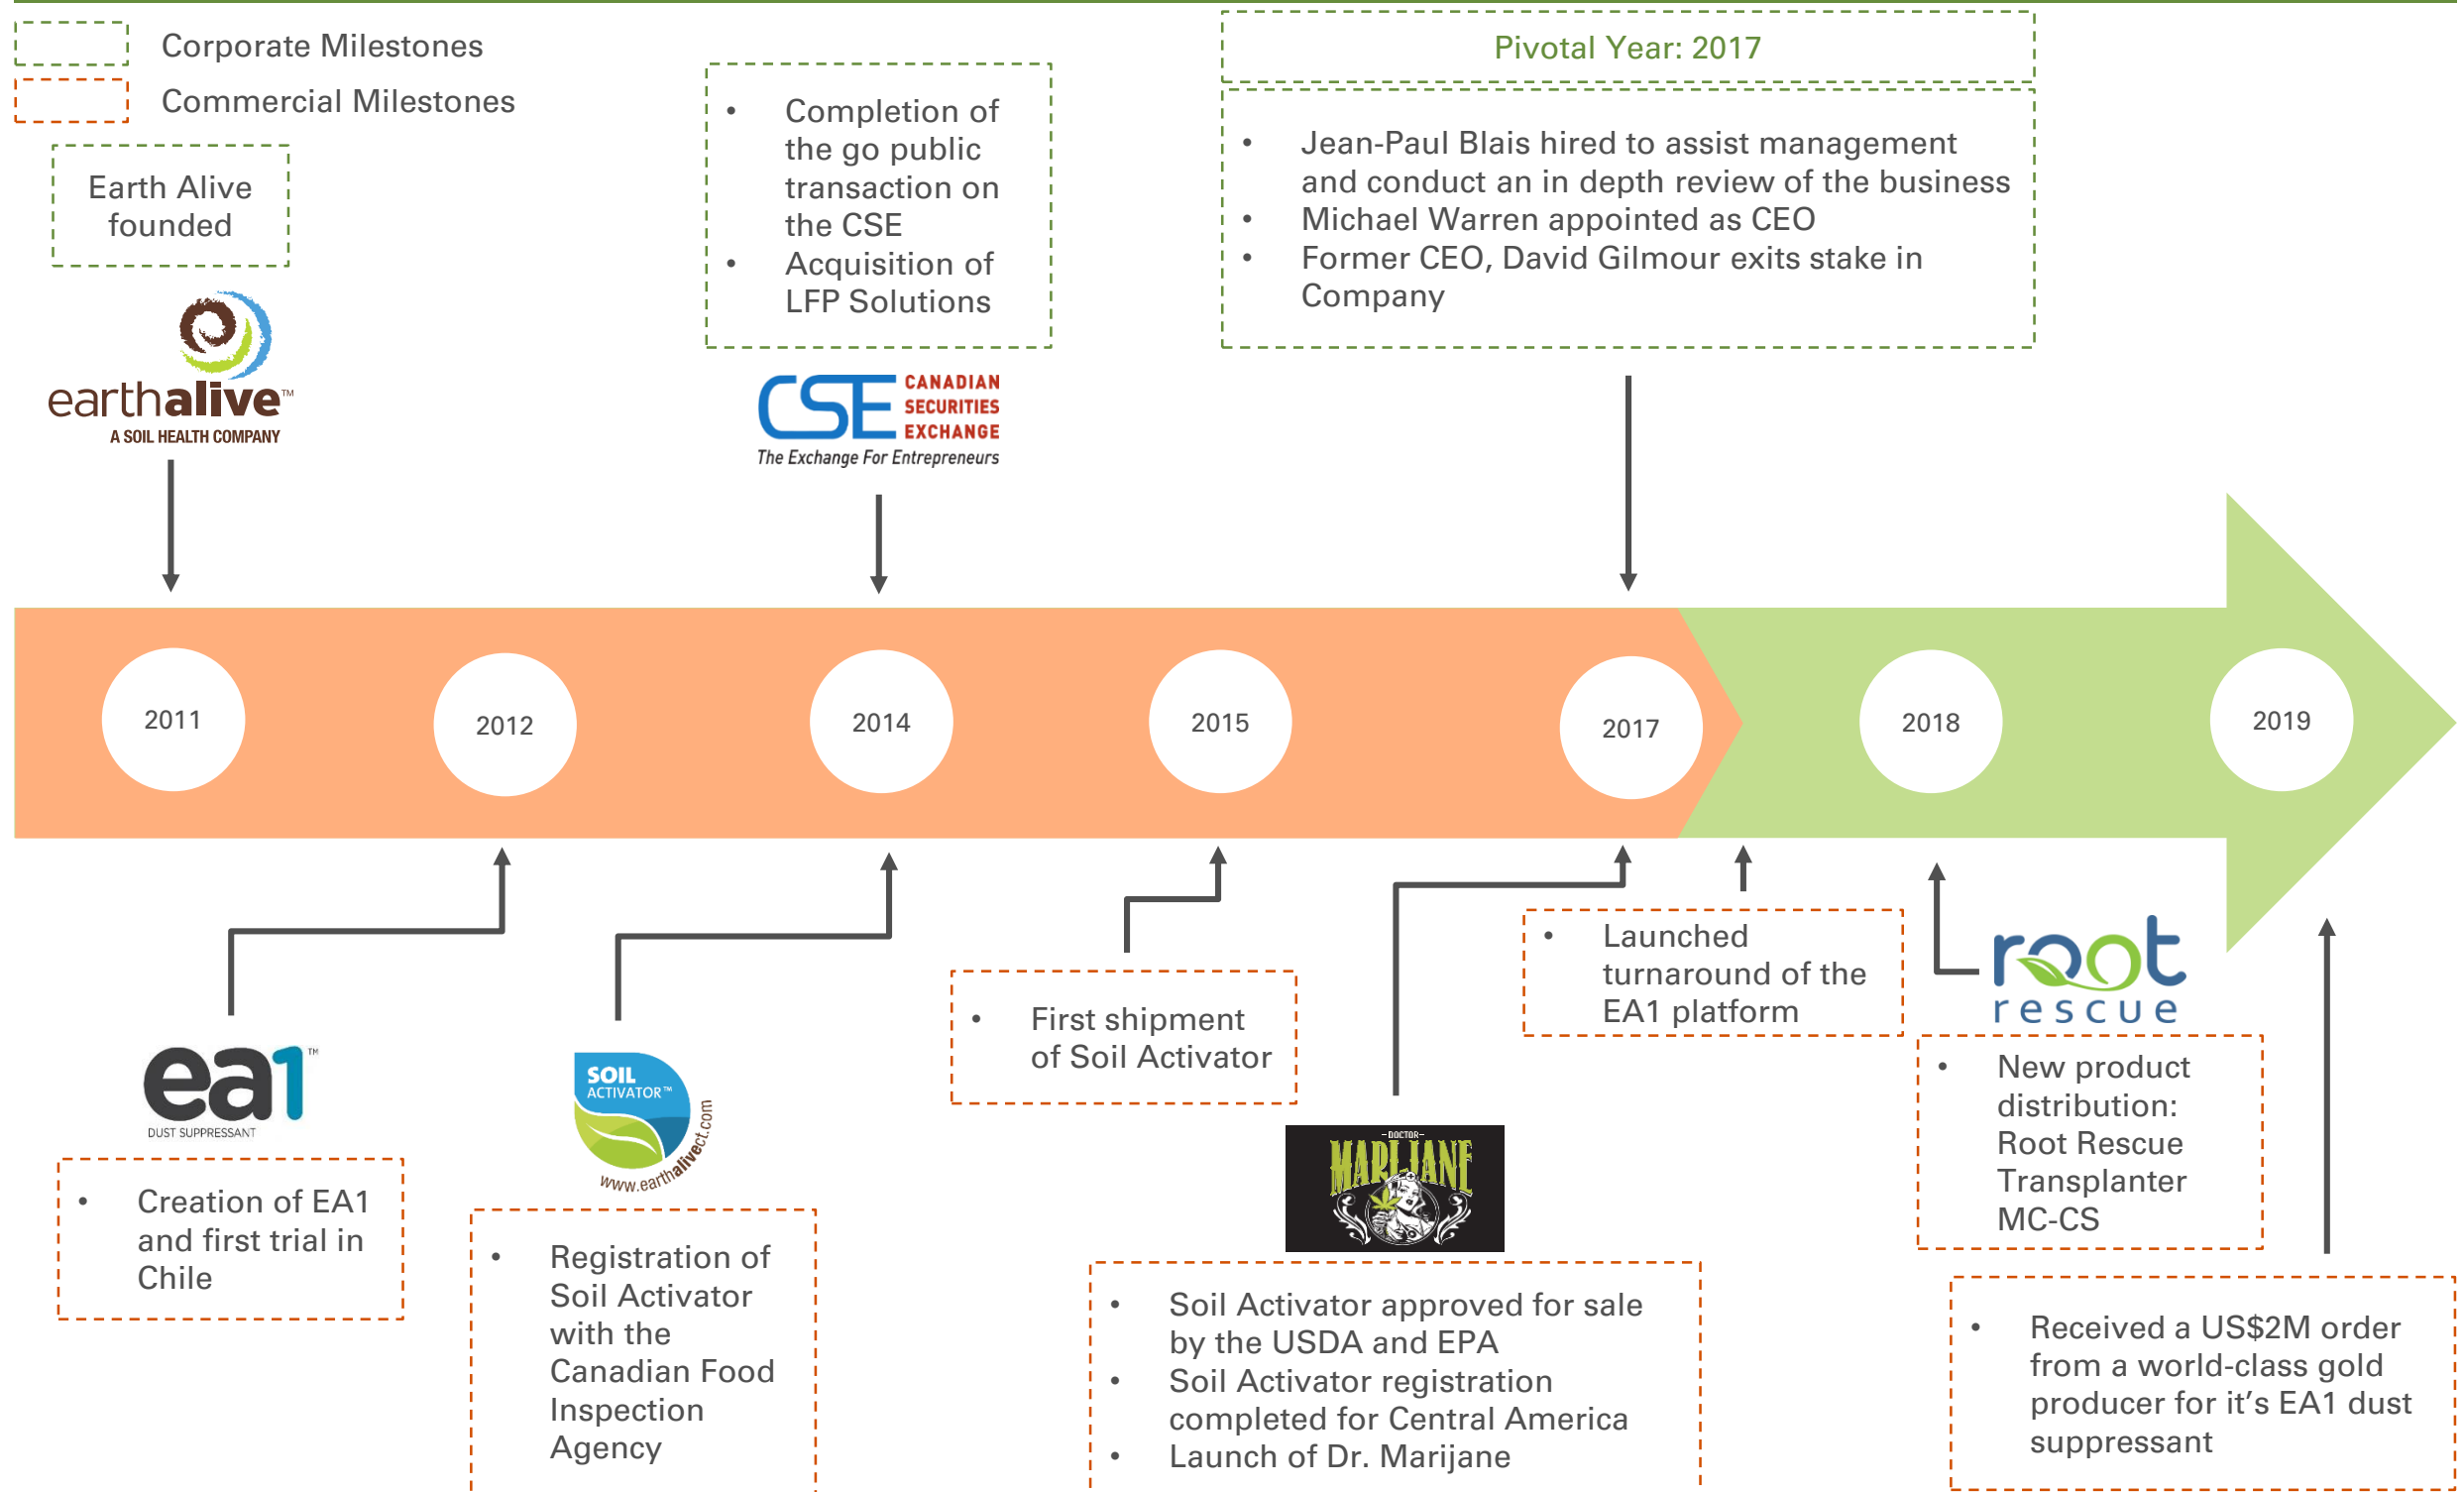 Corporate Milestones
Commercial Milestones
Earth Alive
founded
earthalive™
A SOIL HEALTH COMPANY
• Completion of
the go public
transaction on
the CSE
• Acquisition of
LFP Solutions
CSE CANADIAN
SECURITIES
EXCHANGE
The Exchange For Entrepreneurs
Pivotal Year: 2017
• Jean-Paul Blais hired to assist management
and conduct an in depth review of the business
• Michael Warren appointed as CEO
• Former CEO, David Gilmour exits stake in
Company
2011
2012
2014
2015
2017
2018
2019
ea1™
DUST SUPPRESSANT
• Creation of EA1
and first trial in
Chile
SOIL
ACTIVATOR™
www.earthalivect.com
• Registration of
Soil Activator
with the
Canadian Food
Inspection
Agency
• First shipment
of Soil Activator
-DOCTOR-
MARIJANE
• Soil Activator approved for sale
by the USDA and EPA
• Soil Activator registration
completed for Central America
• Launch of Dr. Marijane
• Launched
turnaround of the
EA1 platform
root
rescue
• New product
distribution:
Root Rescue
Transplanter
MC-CS
• Received a US$2M order
from a world-class gold
producer for it's EA1 dust
suppressant